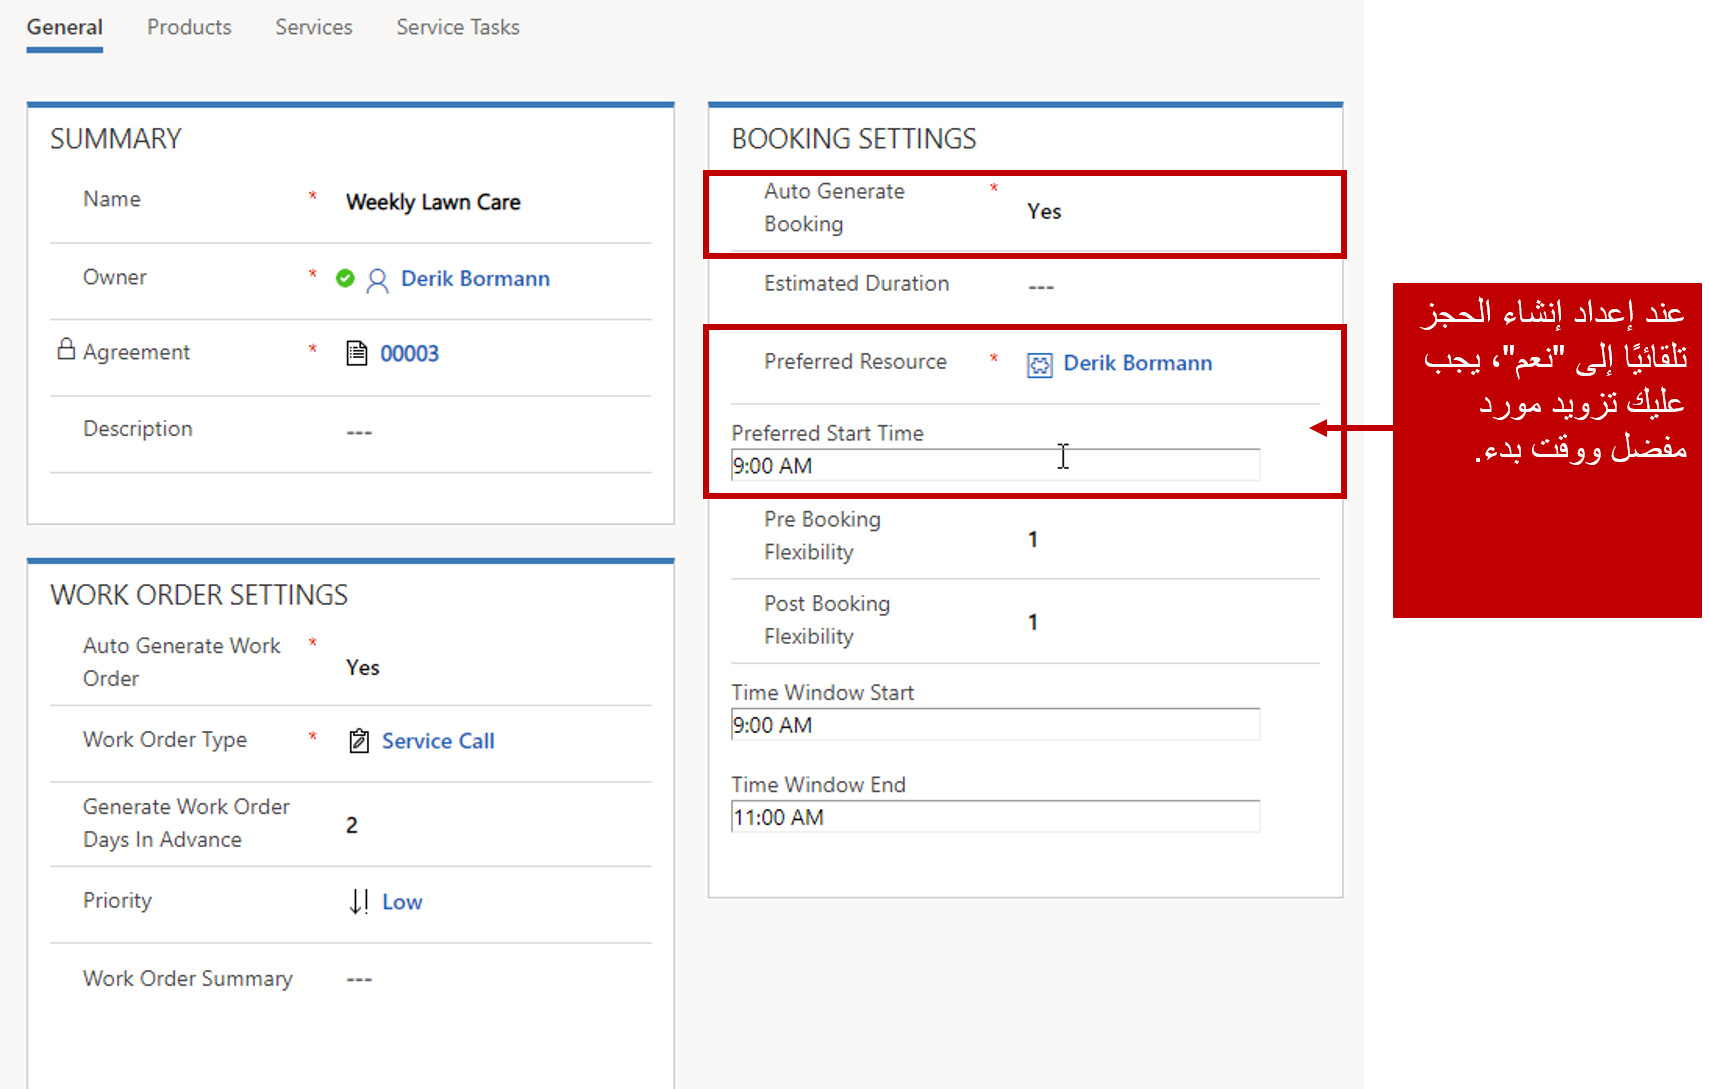 General Products Services Service Tasks
SUMMARY
Name * Weekly Lawn Care
Owner * Derik Bormann
Agreement * 00003
Description ---
WORK ORDER SETTINGS
Auto Generate Work
Order * Yes
Work Order Type * Service Call
Generate Work Order
Days In Advance 2
Priority Low
Work Order Summary ---
BOOKING SETTINGS
Auto Generate
Booking * Yes
Estimated Duration ---
Preferred Resource * Derik Bormann
Preferred Start Time
9:00 AM
Pre Booking
Flexibility 1
Post Booking
Flexibility 1
Time Window Start
9:00 AM
Time Window End
11:00 AM
عند إعداد إنشاء الحجز
تلقائيًا إلى "نعم"، يجب
عليك تزويد مورد
مفضل ووقت بدء.